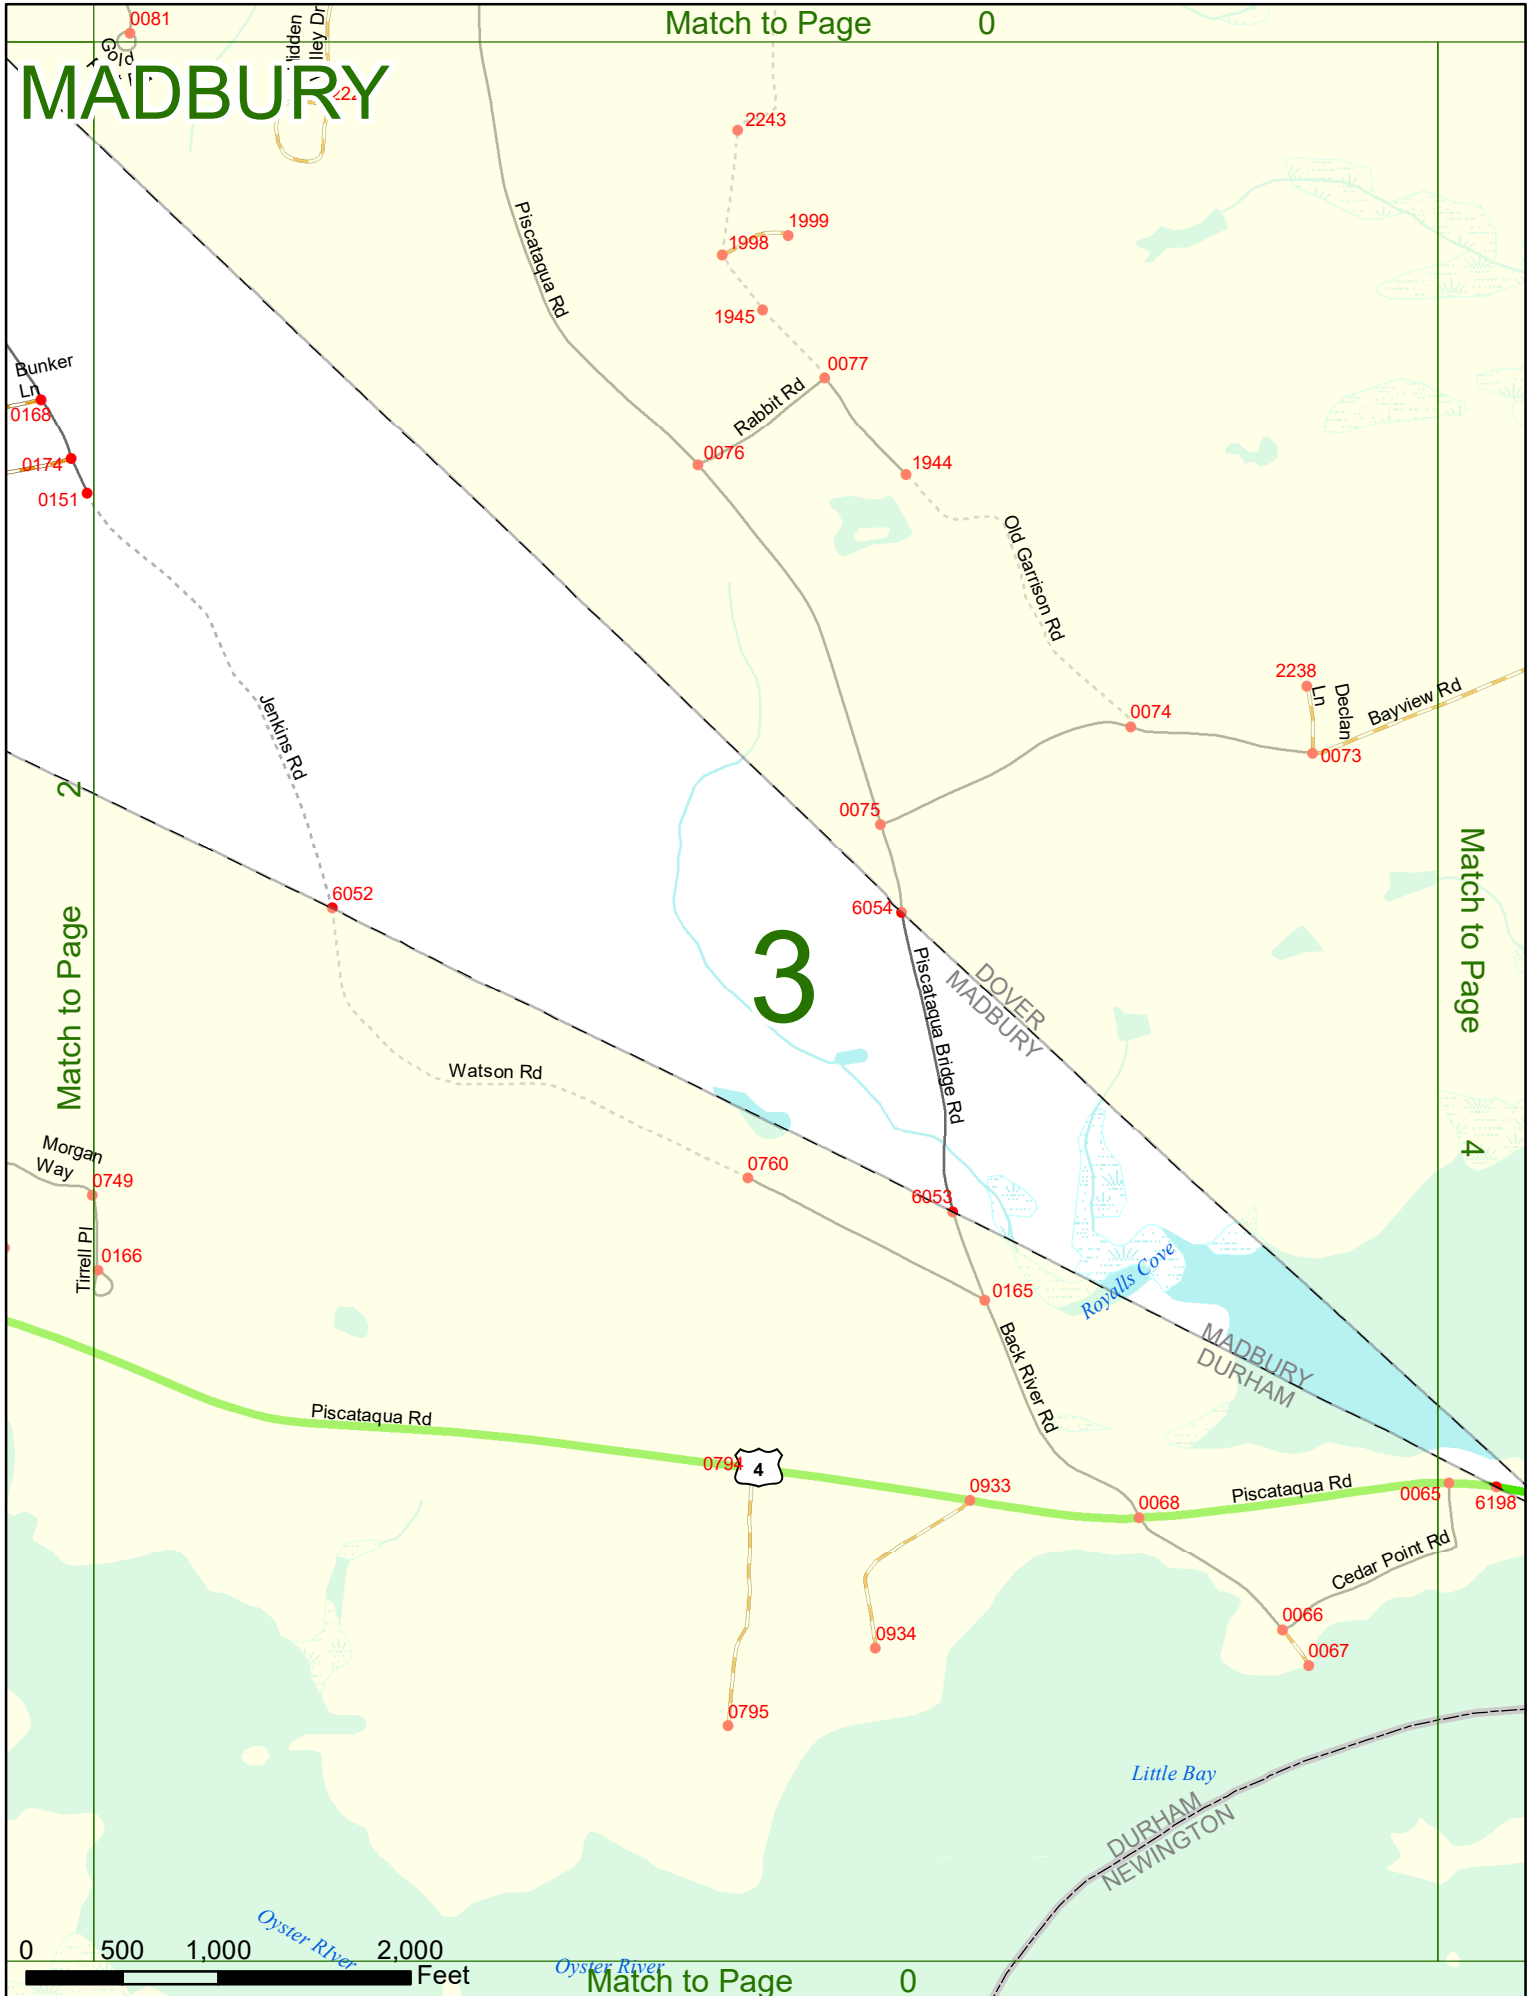 Match to Page 0
0081
Gold
Hidden
lley Dr
MADBURY
222
2243
1999
1998
Piscataqua Rd
1945
0077
Bunker
Ln
Rabbit Rd
0168
0076
1944
0174
0151
Old Garrison Rd
2238
Declan
Ln
Bayview Rd
Jenkins Rd
0074
0073
2
0075
Match to Page
6052
6054
Match to Page
3
Piscataqua Bridge Rd
DOVER
MADBURY
Watson Rd
4
Morgan
Way
0760
0749
6053
Tirrell Pl
0166
Royalls Cove
0165
Back River Rd
MADBURY
DURHAM
Piscataqua Rd
0794
4
0933
0068
Piscataqua Rd
0065
6198
Cedar Point Rd
0934
0066
0067
0795
Little Bay
DURHAM
NEWINGTON
Oyster RIver
0 500 1,000 2,000
Feet
Oyster River
Match to Page 0